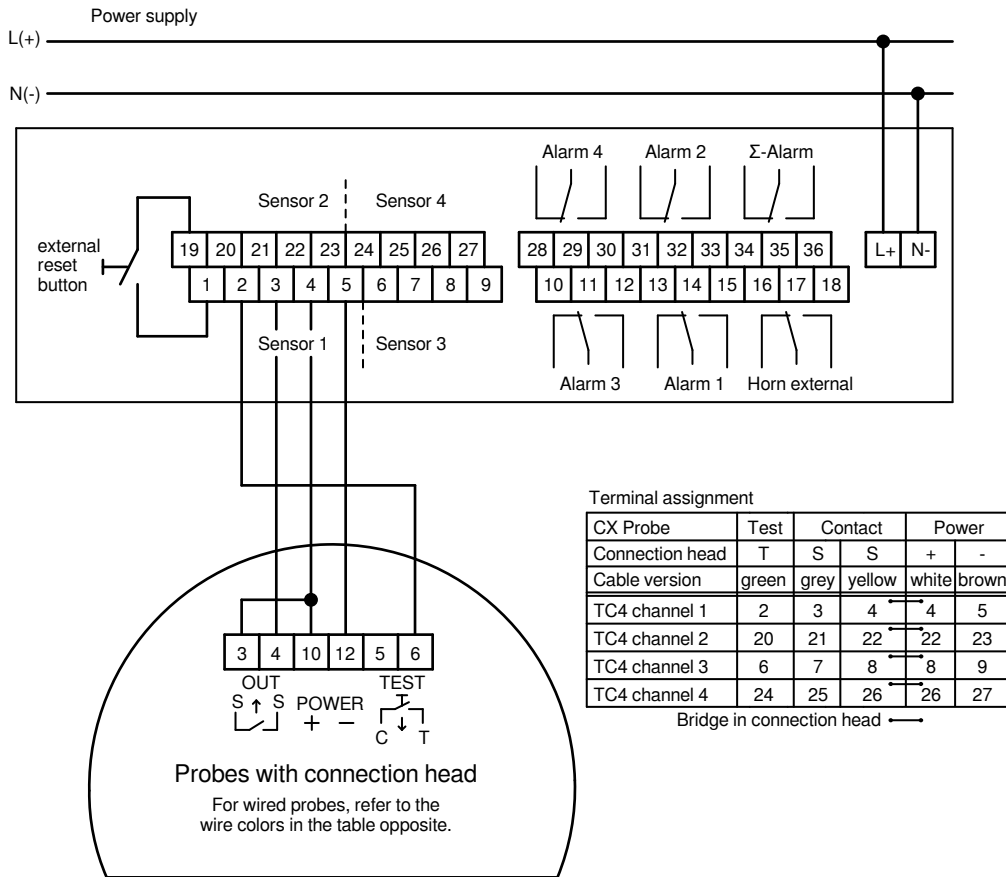 Power supply
L(+)
N(-)
Alarm 4 Alarm 2 Σ-Alarm
Sensor 2 Sensor 4
external
reset
button
19 20 21 22 23 24 25 26 27
28 29 30 31 32 33 34 35 36
L+ N-
1 2 3 4 5 6 7 8 9
10 11 12 13 14 15 16 17 18
Sensor 1 Sensor 3
Alarm 3 Alarm 1 Horn external
3 4 10 12 5 6
OUT TEST
S S POWER
+ −
C T
Probes with connection head
For wired probes, refer to the
wire colors in the table opposite.
Terminal assignment
CX Probe Test Contact Power
Connection head T S S + -
Cable version green grey yellow white brown
TC4 channel 1 2 3 4 4 5
TC4 channel 2 20 21 22 22 23
TC4 channel 3 6 7 8 8 9
TC4 channel 4 24 25 26 26 27
Bridge in connection head